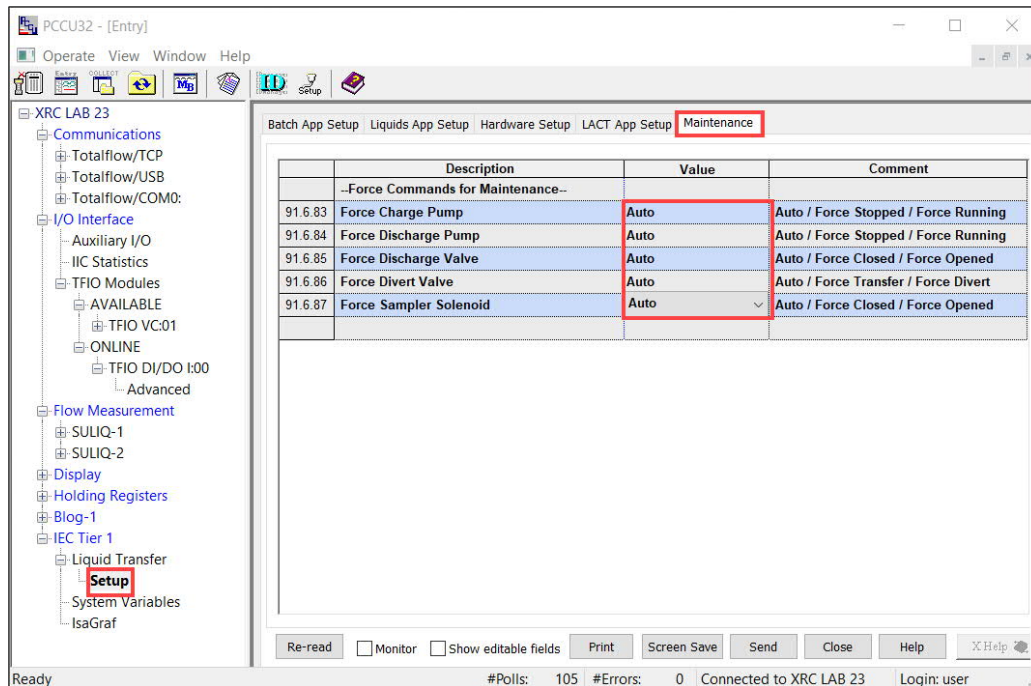 PCCU32 - [Entry]
Operate View Window Help
Entry COLLECT MB ID Setup
XRC LAB 23
Communications
Totalflow/TCP
Totalflow/USB
Totalflow/COM0:
I/O Interface
Auxiliary I/O
IIC Statistics
TFIO Modules
AVAILABLE
TFIO VC:01
ONLINE
TFIO DI/DO I:00
Advanced
Flow Measurement
SULIQ-1
SULIQ-2
Display
Holding Registers
Blog-1
IEC Tier 1
Liquid Transfer
Setup
System Variables
IsaGraf
Batch App Setup Liquids App Setup Hardware Setup LACT App Setup Maintenance
Description Value Comment
--Force Commands for Maintenance--
91.6.83 Force Charge Pump Auto Auto / Force Stopped / Force Running
91.6.84 Force Discharge Pump Auto Auto / Force Stopped / Force Running
91.6.85 Force Discharge Valve Auto Auto / Force Closed / Force Opened
91.6.86 Force Divert Valve Auto Auto / Force Transfer / Force Divert
91.6.87 Force Sampler Solenoid Auto Auto / Force Closed / Force Opened
Re-read Monitor Show editable fields Print Screen Save Send Close Help X Help
Ready #Polls: 105 #Errors: 0 Connected to XRC LAB 23 Login: user